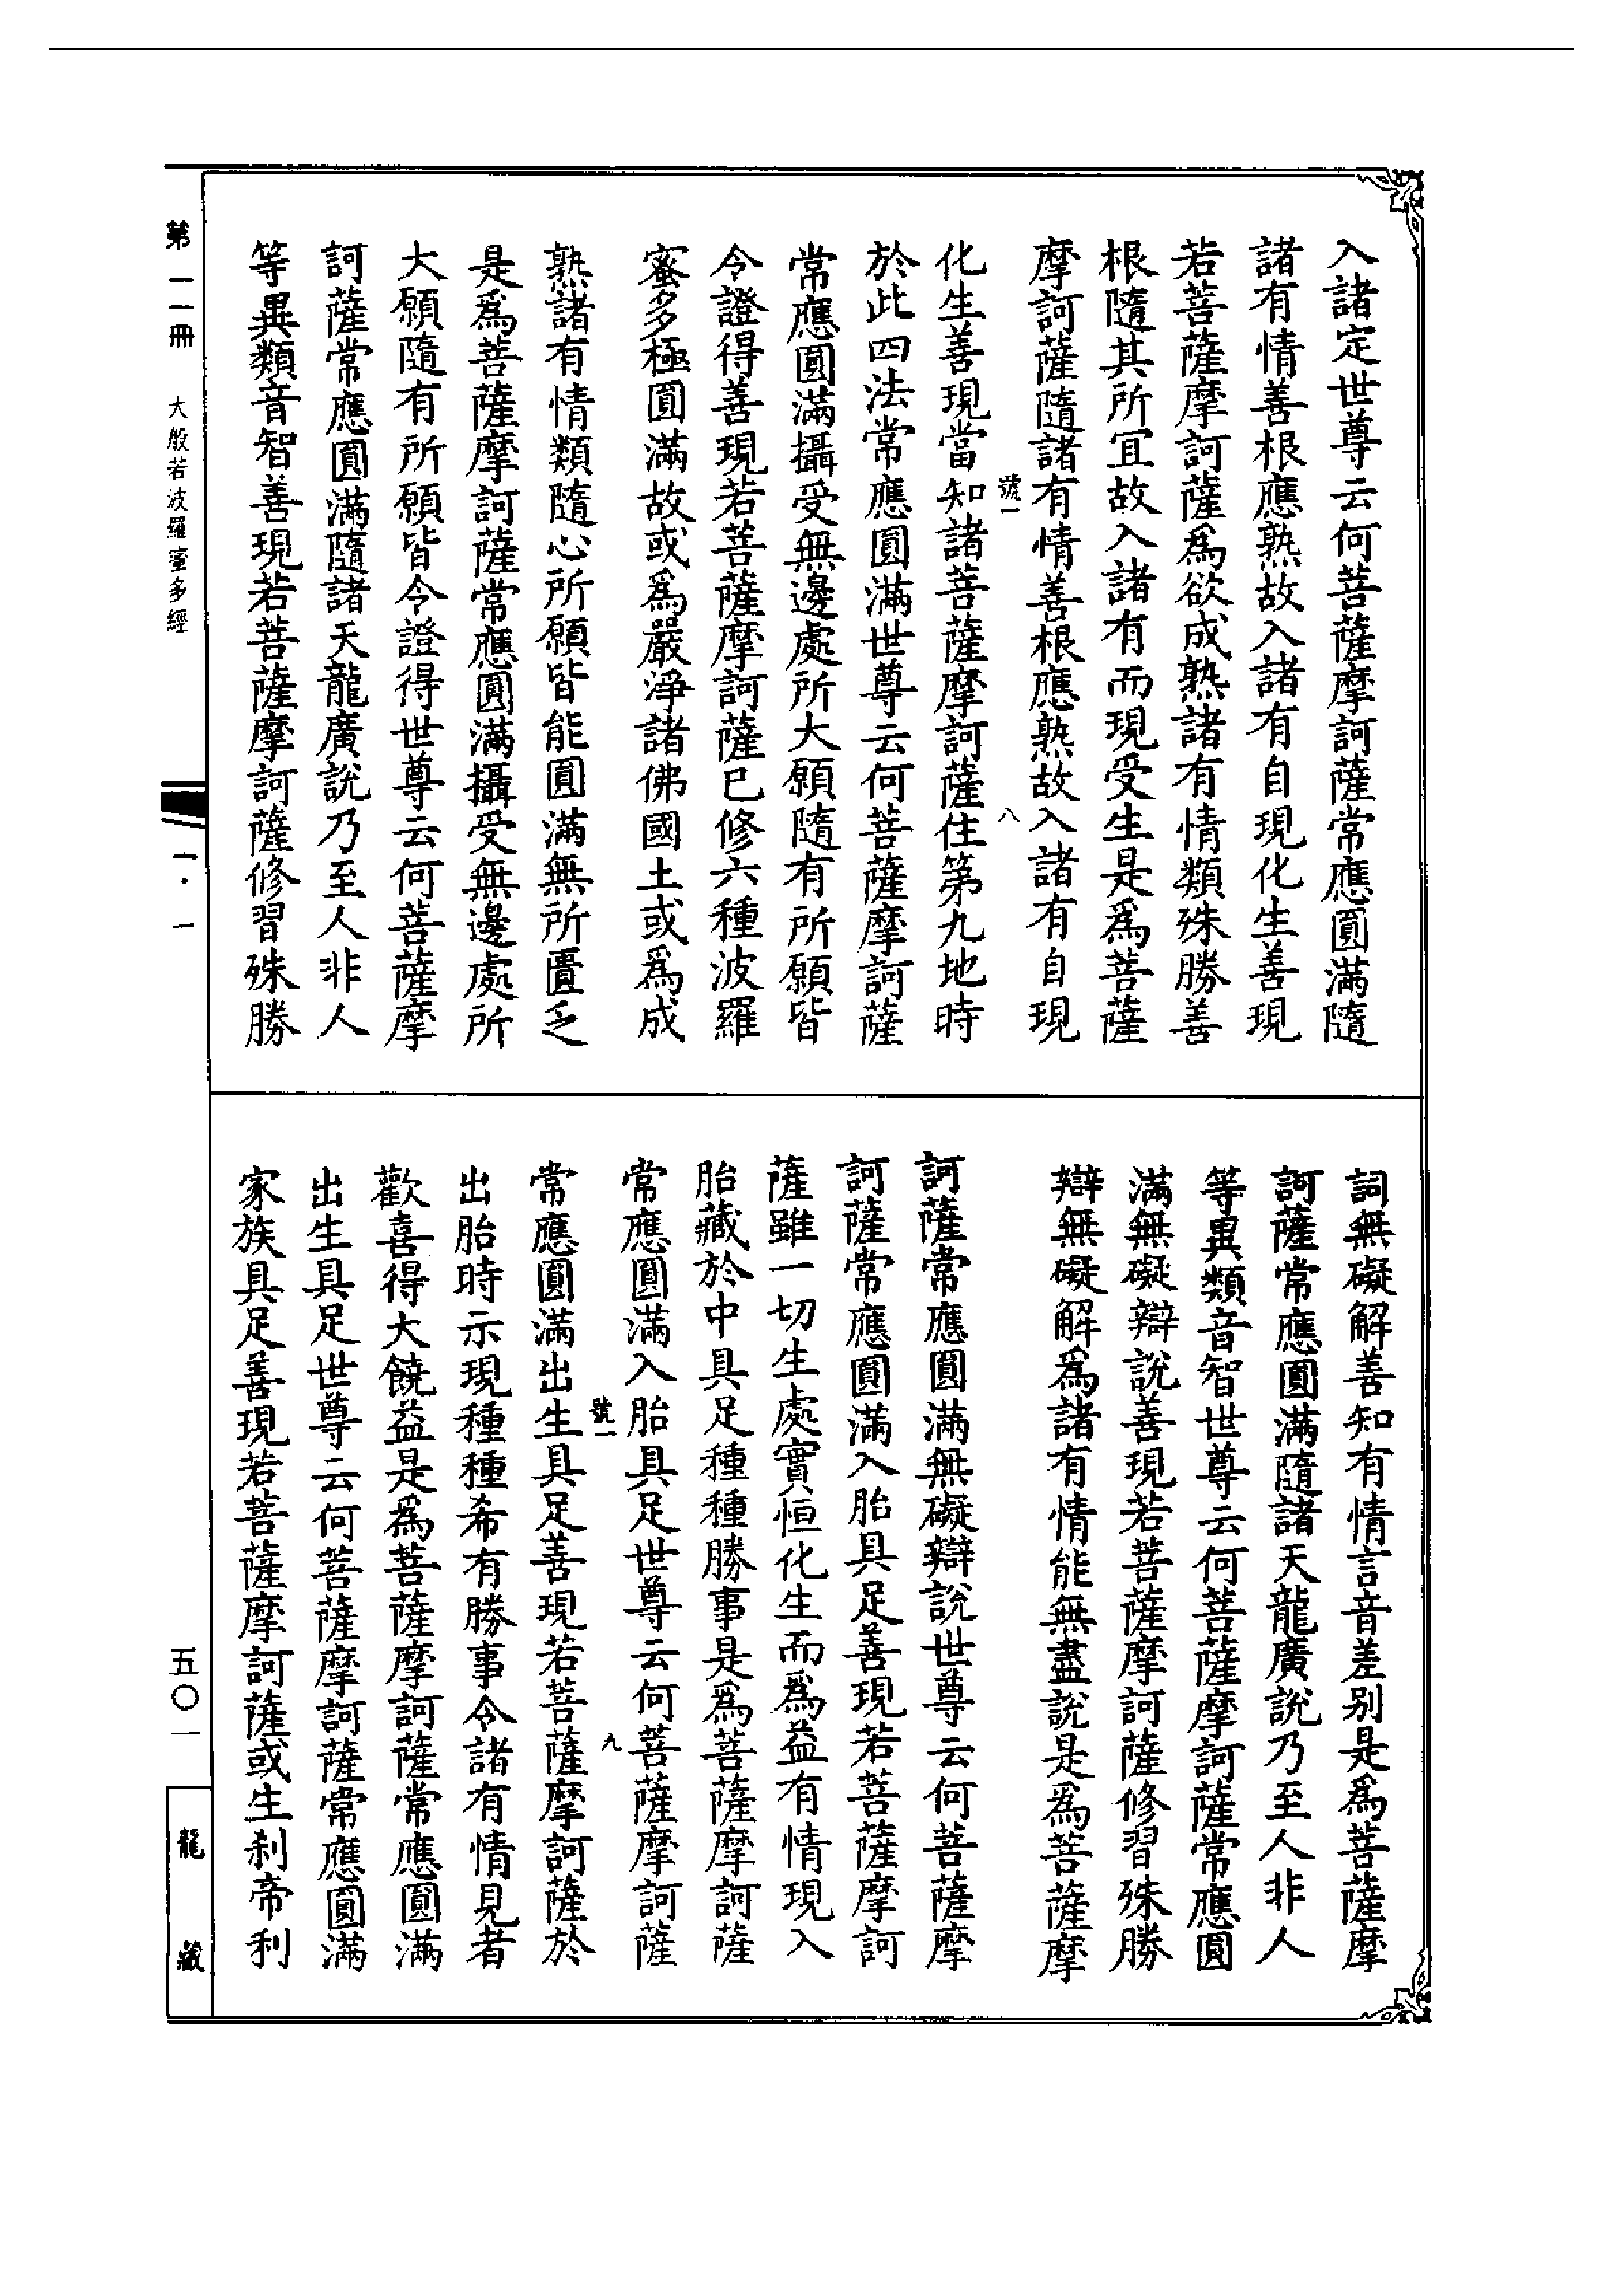 入諸定世尊云何菩薩摩訶薩常應圓滿隨
諸有情善根應熟故入諸有自現化生善現
若菩薩摩訶薩爲欲成熟諸有情類殊勝善
根隨其所宜故入諸有而現受生是爲菩薩
摩訶薩隨諸有情善根應熟故入諸有自現
號一
八
化生善現當知諸菩薩摩訶薩住第九地時
於此四法常應圓滿世尊云何菩薩摩訶薩
常應圓滿攝受無邊處所大願隨有所願皆
令證得善現若菩薩摩訶薩已修六種波羅
蜜多極圓滿故或爲嚴淨諸佛國土或爲成
熟諸有情類隨心所願皆能圓滿無所匱乏
是爲菩薩摩訶薩常應圓滿攝受無邊處所
大願隨有所願皆令證得世尊云何菩薩摩
訶薩常應圓滿隨諸天龍廣說乃至人非人
等異類音智善現若菩薩摩訶薩修習殊勝
詞無礙解善知有情言音差別是爲菩薩摩
訶薩常應圓滿隨諸天龍廣說乃至人非人
等異類音智世尊云何菩薩摩訶薩常應圓
滿無礙辯說善現若菩薩摩訶薩修習殊勝
辯無礙解爲諸有情能無盡說是爲菩薩摩
訶薩常應圓滿無礙辯說世尊云何菩薩摩
訶薩常應圓滿入胎具足善現若菩薩摩訶
薩雖一切生處實恒化生而爲益有情現入
胎藏於中具足種種勝事是爲菩薩摩訶薩
常應圓滿入胎具足世尊云何菩薩摩訶薩
號一
九
常應圓滿出生具足善現若菩薩摩訶薩於
出胎時示現種種希有勝事令諸有情見者
歡喜得大饒益是爲菩薩摩訶薩常應圓滿
出生具足世尊云何菩薩摩訶薩常應圓滿
家族具足善現若菩薩摩訶薩或生刹帝利
第一一冊 大般若波羅蜜多經 一·一
五〇一
龍藏